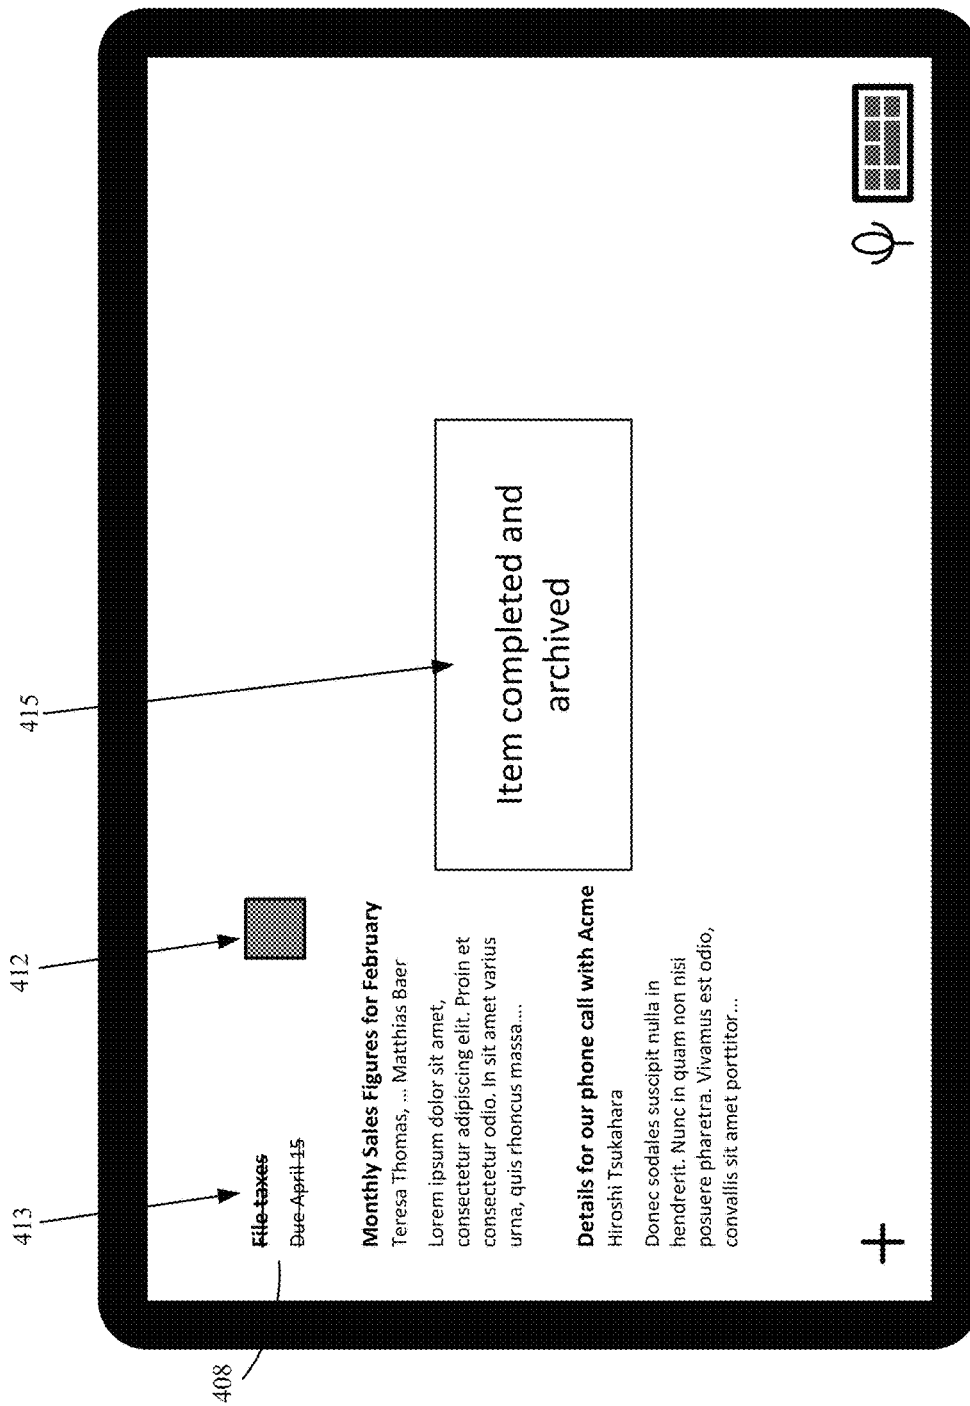 File taxes
Due April 15
Monthly Sales Figures for February
Teresa Thomas, ... Matthias Baer
Lorem ipsum dolor sit amet,
consectetur adipiscing elit. Proin et
consectetur odio. In sit amet varius
urna, quis rhoncus massa....
Details for our phone call with Acme
Hiroshi Tsukahara
Donec sodales suscipit nulla in
hendrerit. Nunc in quam non nisi
posuere pharetra. Vivamus est odio,
convallis sit amet porttitor...
Item completed and
archived
408
413
412
415